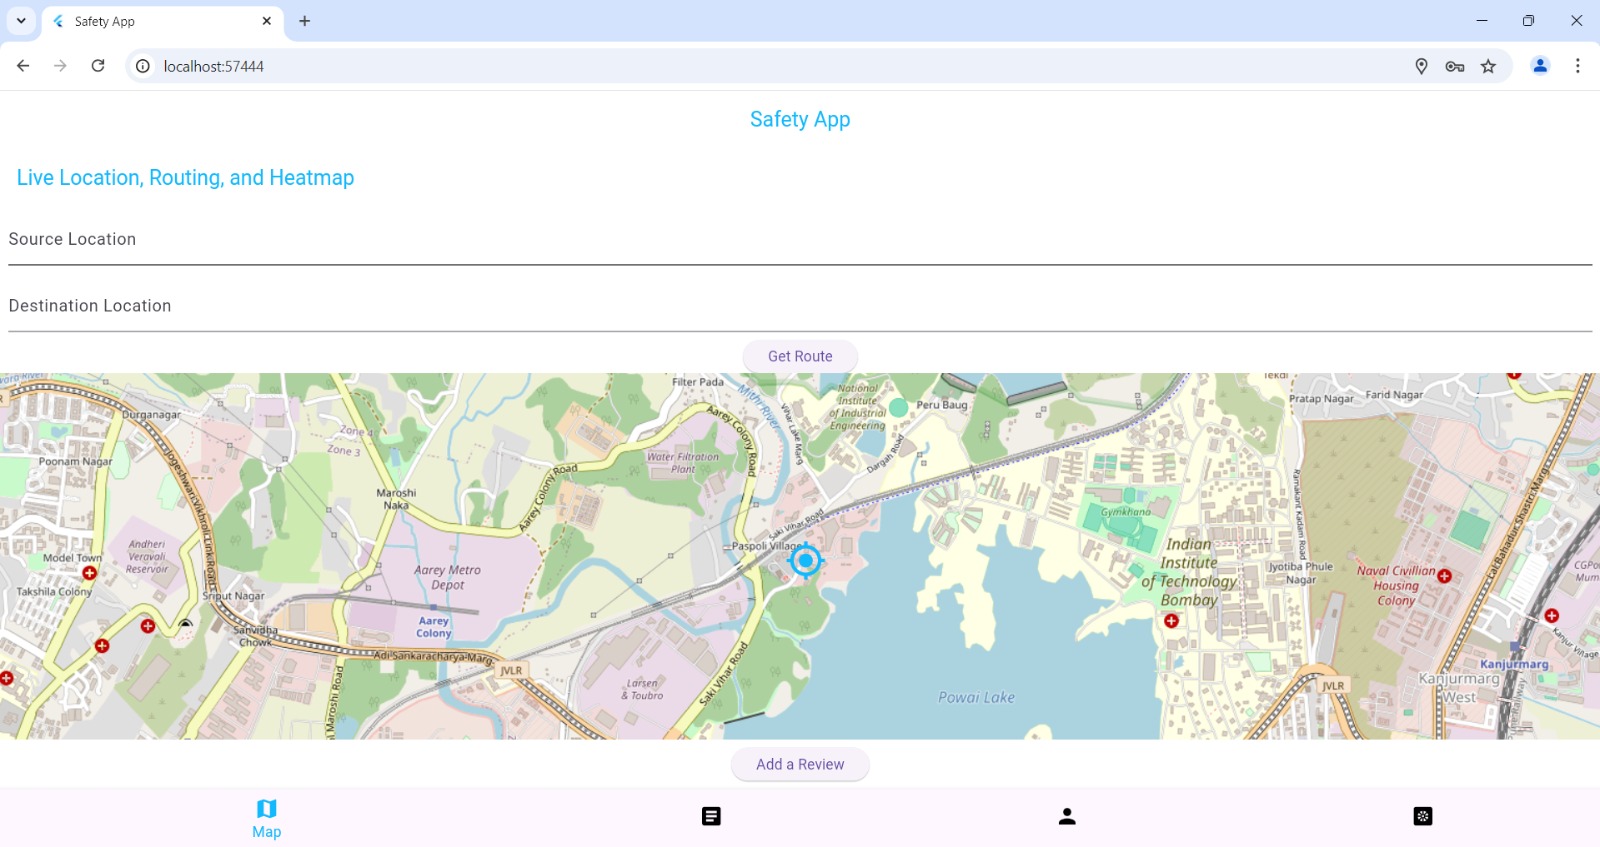 Safety App
localhost:57444
Safety App
Live Location, Routing, and Heatmap
Source Location
Destination Location
Get Route
Filter Pada
Mithi River
National
Institute
of Industrial
Engineering
Peru Baug
Pratap Nagar
Farid Nagar
Durganagar
Zone 4
Zone 3
Aarey Colony Road
Vihar Lake Marg
Dargah Road
Poonam Nagar
Jogeshwari-Vikhroli Link Road
Water Filtration
Plant
Maroshi
Naka
Aarey Colony Road
Saki Vihar Road
Gymkhana
Ramakant Kadam Road
Lal Bahadur Shastri Marg
Model Town
Andheri
Veravali
Reservoir
Paspoli Village
Indian
Institute
of Technology
Bombay
Jyotiba Phule
Nagar
Naval Civillian
Housing
Colony
Takshila Colony
Aarey Metro
Depot
Sriput Nagar
Aarey
Colony
Sanvidha
Chowk
Adi Sankaracharya Marg
JVLR
Larsen
& Toubro
Saki Vihar Road
Powai Lake
JVLR
Kanjurmarg
Kanjurmarg
West
Add a Review
Map